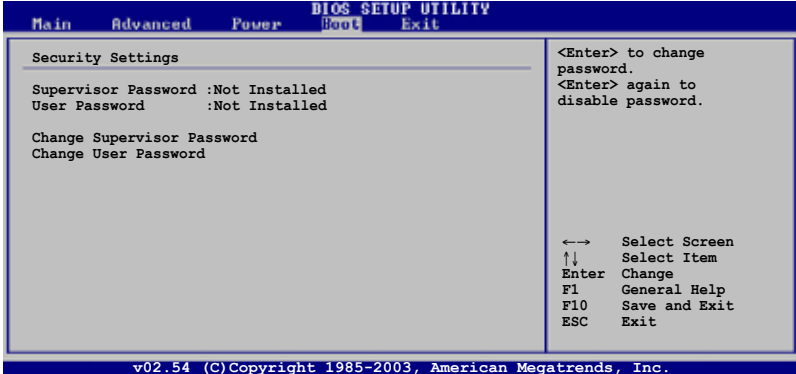 BIOS SETUP UTILITY
Main Advanced Power Boot Exit
Security Settings
Supervisor Password :Not Installed
User Password :Not Installed
Change Supervisor Password
Change User Password
<Enter> to change
password.
<Enter> again to
disable password.
←→ Select Screen
↑↓ Select Item
Enter Change
F1 General Help
F10 Save and Exit
ESC Exit
v02.54 (C)Copyright 1985-2003, American Megatrends, Inc.